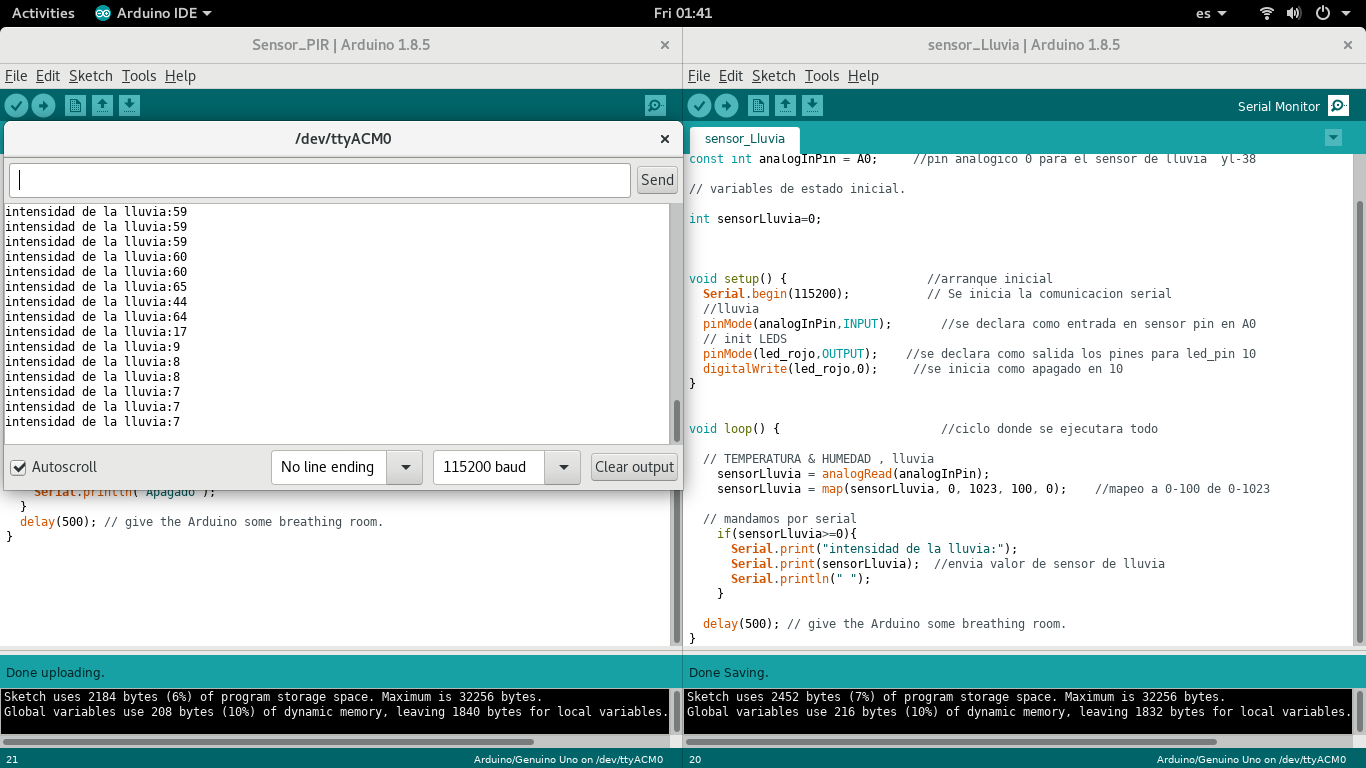 Activities Arduino IDE Fri 01:41 es
Sensor_PIR | Arduino 1.8.5
File Edit Sketch Tools Help
/dev/ttyACM0
Send
intensidad de la lluvia:59
intensidad de la lluvia:59
intensidad de la lluvia:59
intensidad de la lluvia:60
intensidad de la lluvia:60
intensidad de la lluvia:65
intensidad de la lluvia:44
intensidad de la lluvia:64
intensidad de la lluvia:17
intensidad de la lluvia:9
intensidad de la lluvia:8
intensidad de la lluvia:8
intensidad de la lluvia:7
intensidad de la lluvia:7
intensidad de la lluvia:7
Autoscroll No line ending 115200 baud Clear output
Serial.println("Apagado");
}
delay(500); // give the Arduino some breathing room.
}
Done uploading.
Sketch uses 2184 bytes (6%) of program storage space. Maximum is 32256 bytes.
Global variables use 208 bytes (10%) of dynamic memory, leaving 1840 bytes for local variables.
21 Arduino/Genuino Uno on /dev/ttyACM0
sensor_Lluvia | Arduino 1.8.5
File Edit Sketch Tools Help
Serial Monitor
sensor_Lluvia
const int analogInPin = A0; //pin analogico 0 para el sensor de lluvia yl-38
// variables de estado inicial.
int sensorLluvia=0;
void setup() { //arranque inicial
Serial.begin(115200); // Se inicia la comunicacion serial
//lluvia
pinMode(analogInPin,INPUT); //se declara como entrada en sensor pin en A0
// init LEDS
pinMode(led_rojo,OUTPUT); //se declara como salida los pines para led_pin 10
digitalWrite(led_rojo,0); //se inicia como apagado en 10
}
void loop() { //ciclo donde se ejecutara todo
// TEMPERATURA & HUMEDAD , lluvia
sensorLluvia = analogRead(analogInPin);
sensorLluvia = map(sensorLluvia, 0, 1023, 100, 0); //mapeo a 0-100 de 0-1023
// mandamos por serial
if(sensorLluvia>=0){
Serial.print("intensidad de la lluvia:");
Serial.print(sensorLluvia); //envia valor de sensor de lluvia
Serial.println(" ");
}
delay(500); // give the Arduino some breathing room.
}
Done Saving.
Sketch uses 2452 bytes (7%) of program storage space. Maximum is 32256 bytes.
Global variables use 216 bytes (10%) of dynamic memory, leaving 1832 bytes for local variables.
20 Arduino/Genuino Uno on /dev/ttyACM0